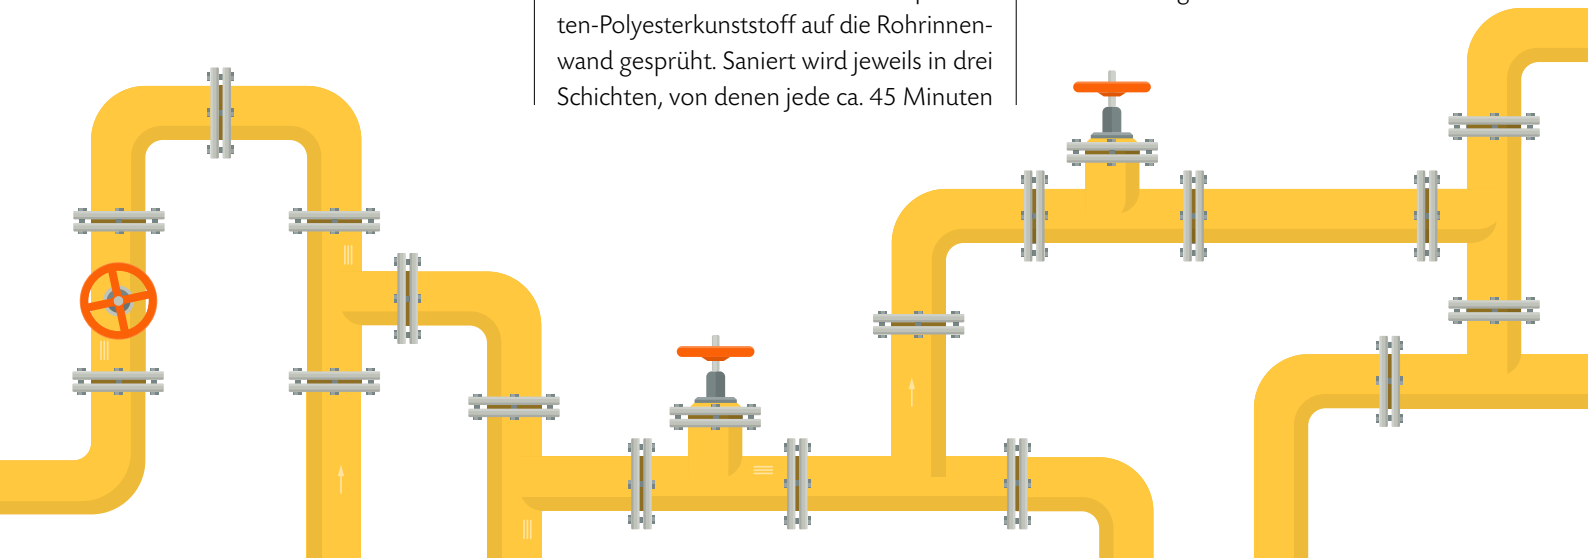 ten-Polyesterkunststoff auf die Rohrinnen-
wand gesprüht. Saniert wird jeweils in drei
Schichten, von denen jede ca. 45 Minuten